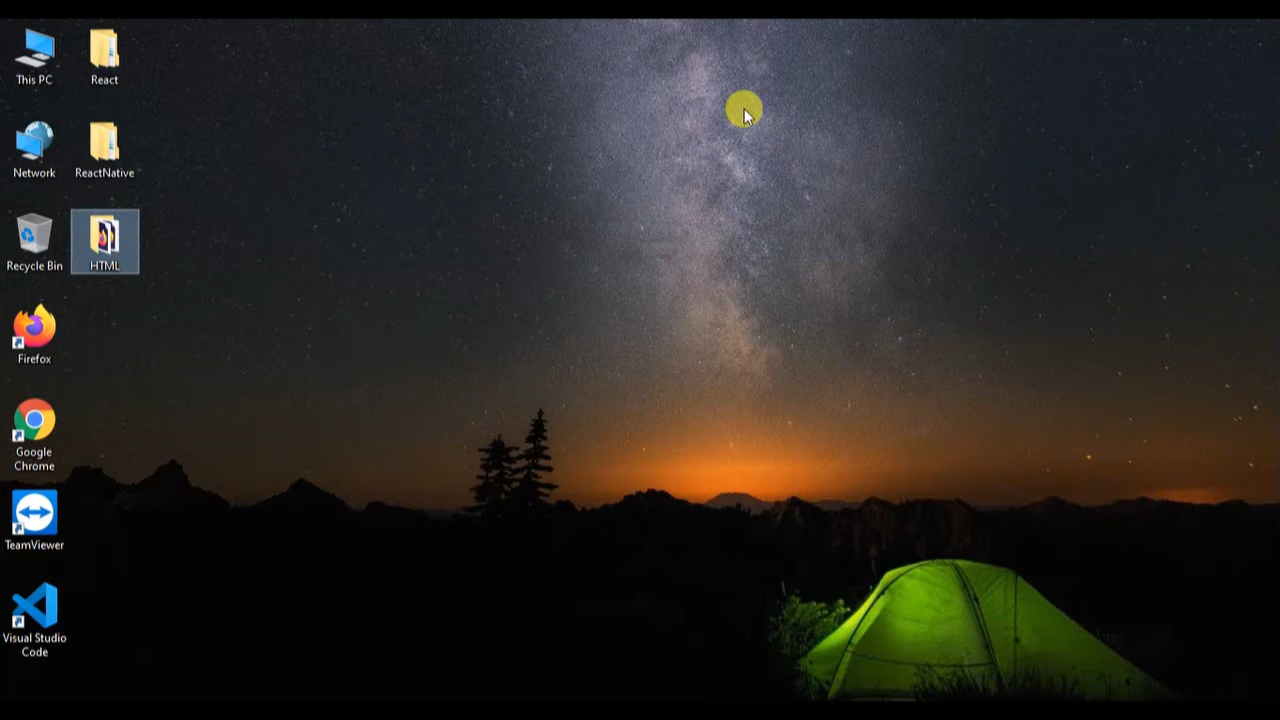 This PC
React
Network
ReactNative
Recycle Bin
HTML
Firefox
Google
Chrome
TeamViewer
Visual Studio
Code